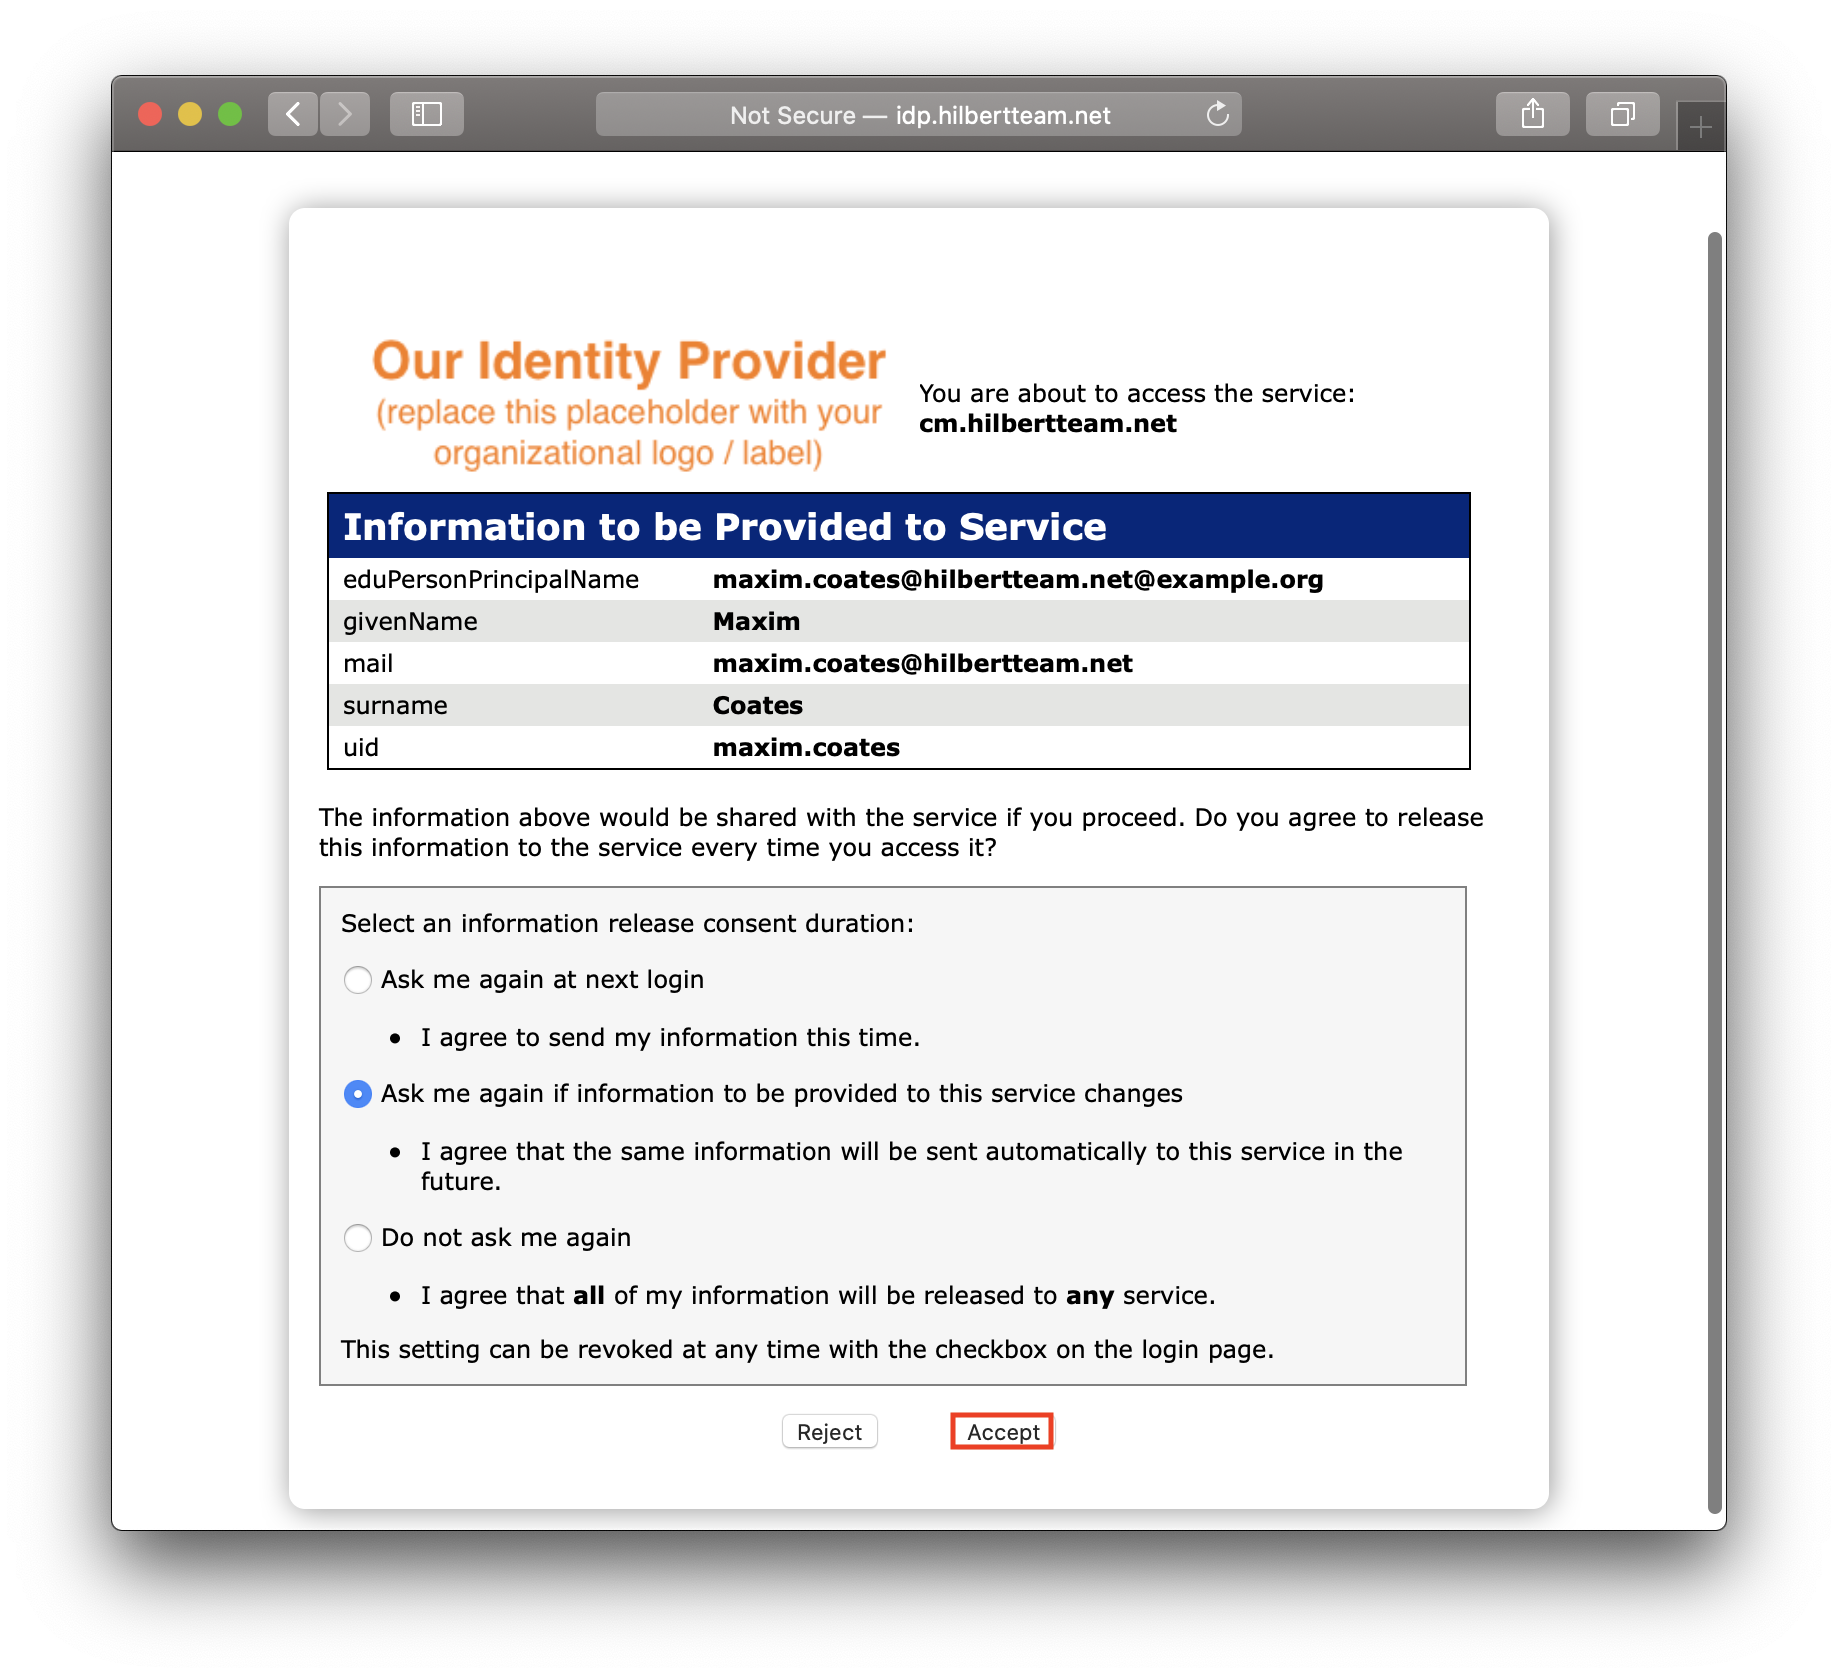 Not Secure — idp.hilbertteam.net
Our Identity Provider
(replace this placeholder with your
organizational logo / label)
You are about to access the service:
cm.hilbertteam.net
Information to be Provided to Service
eduPersonPrincipalName maxim.coates@hilbertteam.net@example.org
givenName Maxim
mail maxim.coates@hilbertteam.net
surname Coates
uid maxim.coates
The information above would be shared with the service if you proceed. Do you agree to release
this information to the service every time you access it?
Select an information release consent duration:
Ask me again at next login
• I agree to send my information this time.
Ask me again if information to be provided to this service changes
• I agree that the same information will be sent automatically to this service in the
future.
Do not ask me again
• I agree that all of my information will be released to any service.
This setting can be revoked at any time with the checkbox on the login page.
Reject Accept